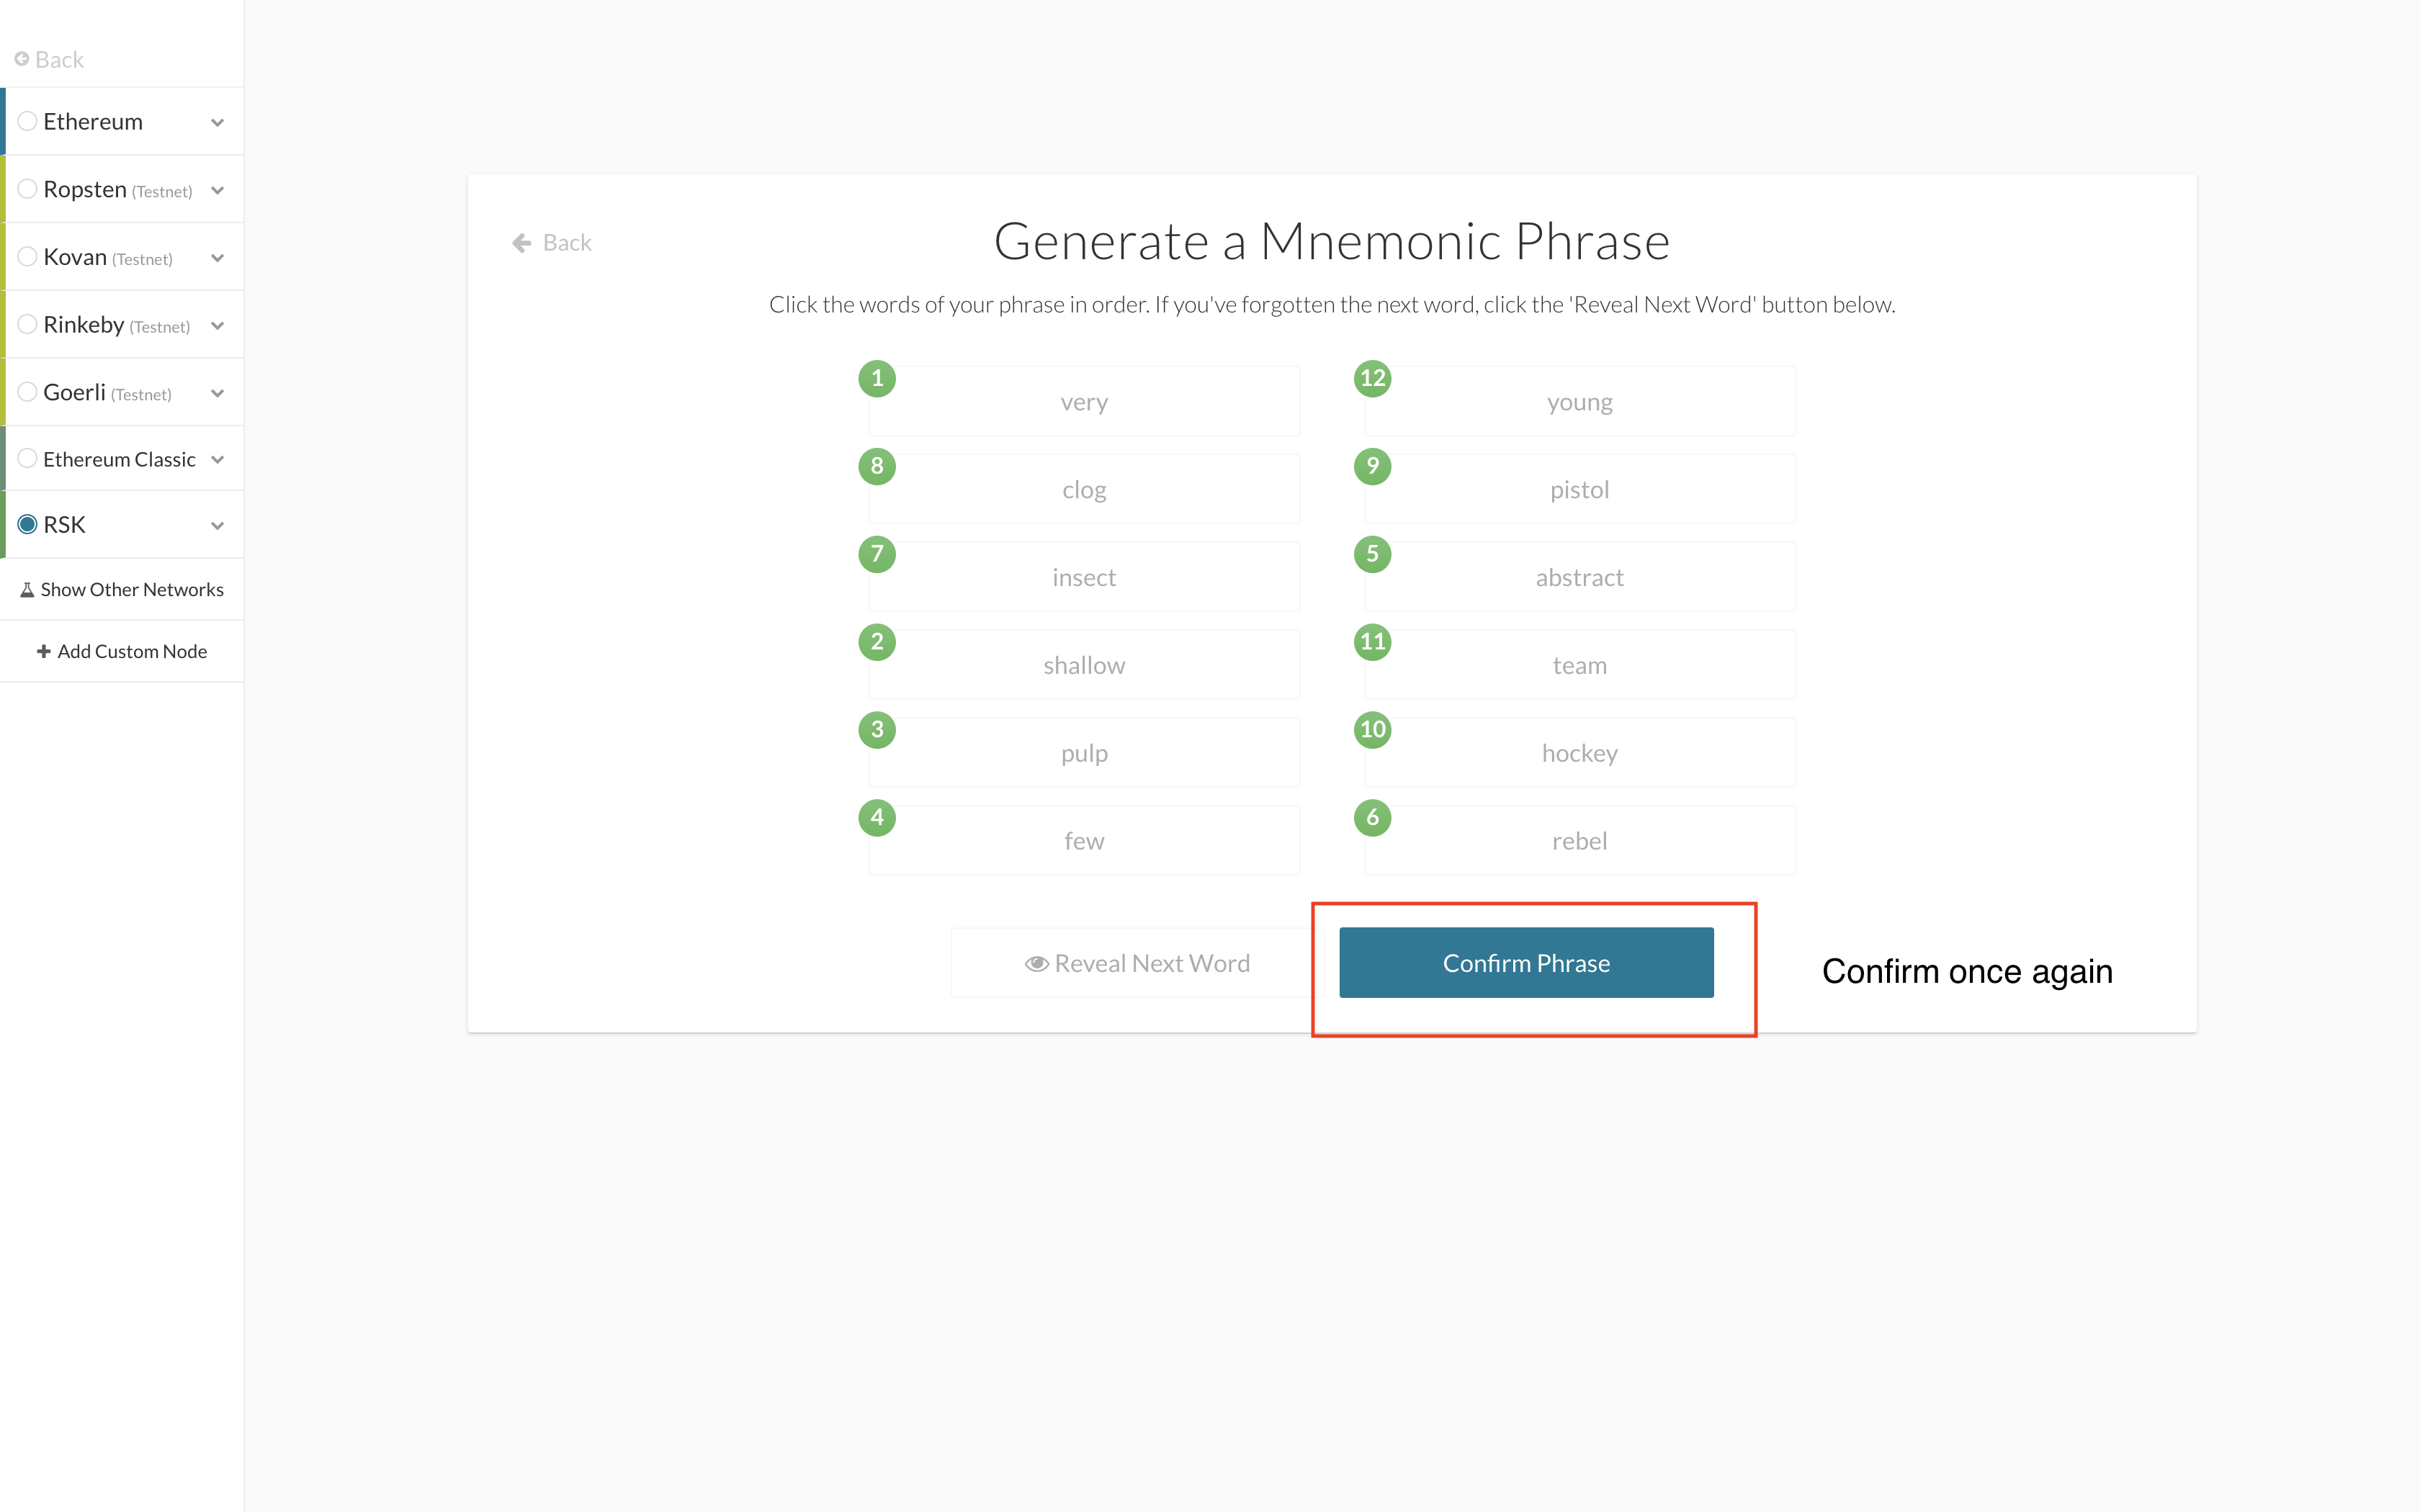 Back
Ethereum
Ropsten (Testnet)
Kovan (Testnet)
Rinkeby (Testnet)
Goerli (Testnet)
Ethereum Classic
RSK
Show Other Networks
Add Custom Node
Back
Generate a Mnemonic Phrase
Click the words of your phrase in order. If you've forgotten the next word, click the 'Reveal Next Word' button below.
1 very
12 young
8 clog
9 pistol
7 insect
5 abstract
2 shallow
11 team
3 pulp
10 hockey
4 few
6 rebel
Reveal Next Word
Confirm Phrase
Confirm once again